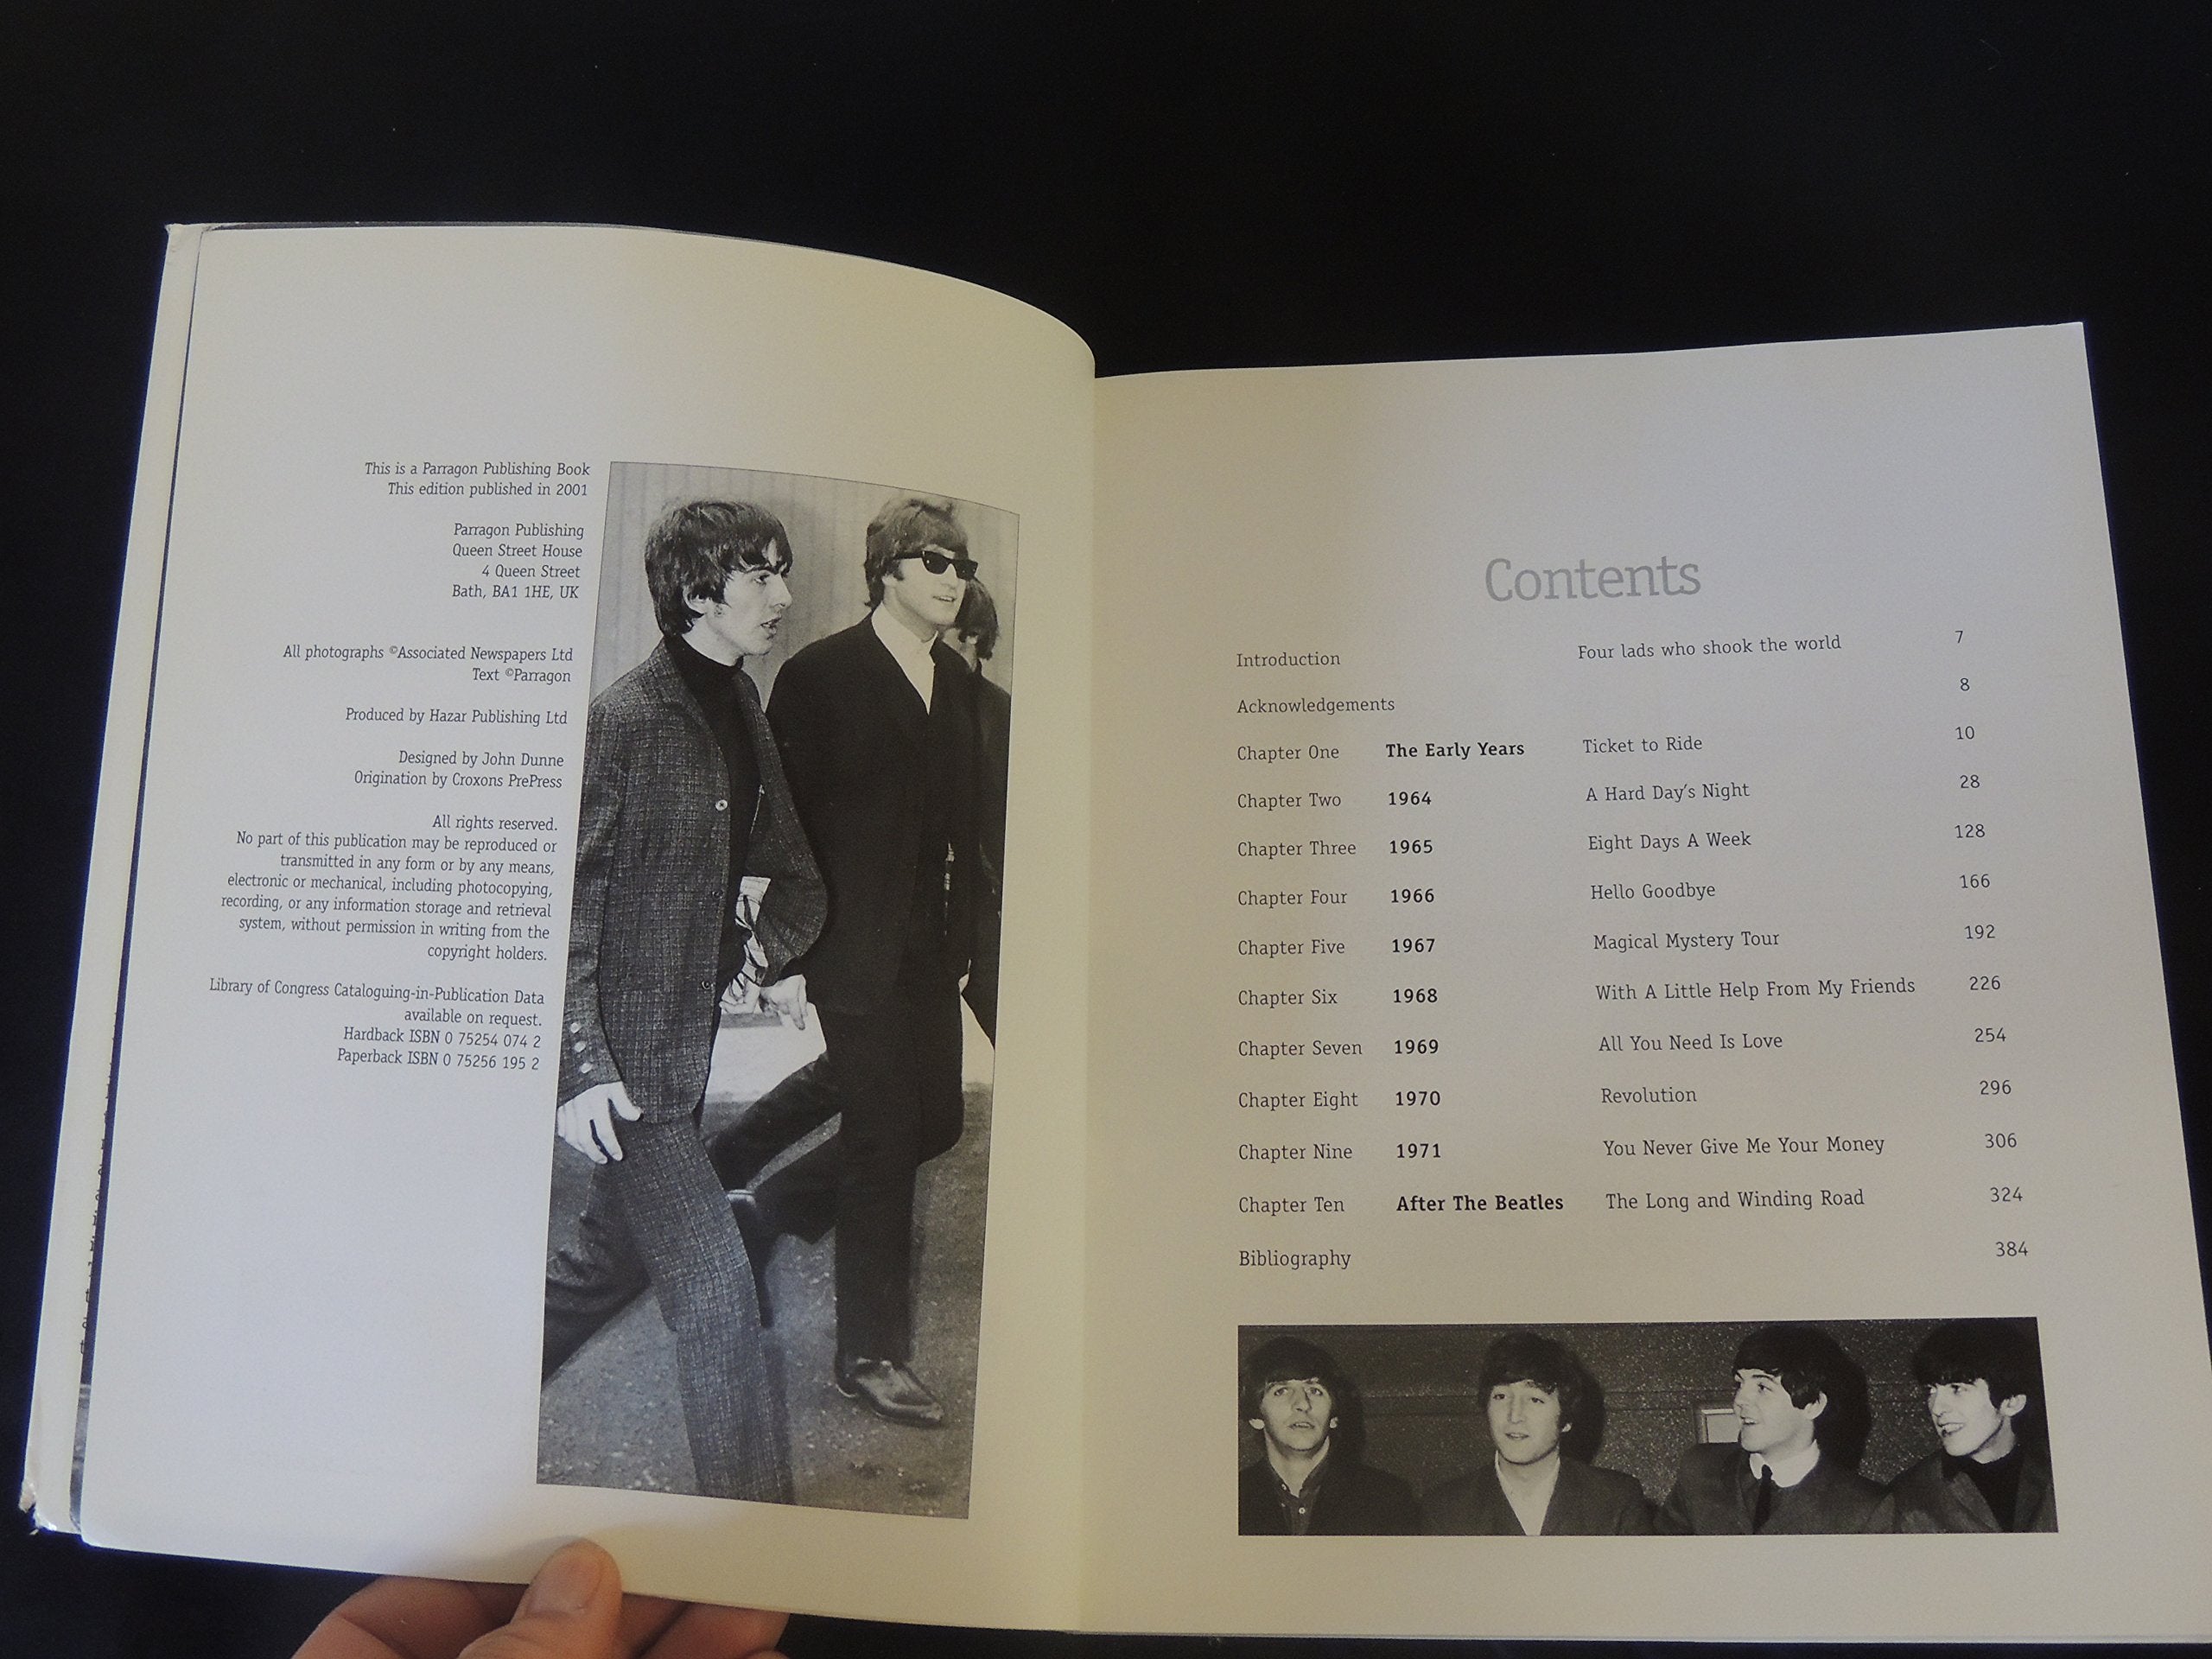 This is a Parragon Publishing Book
This edition published in 2001
Parragon Publishing
Queen Street House
4 Queen Street
Bath, BA1 1HE, UK
All photographs ©Associated Newspapers Ltd
Text ©Parragon
Produced by Hazar Publishing Ltd
Designed by John Dunne
Origination by Croxons PrePress
All rights reserved.
No part of this publication may be reproduced or
transmitted in any form or by any means,
electronic or mechanical, including photocopying,
recording, or any information storage and retrieval
system, without permission in writing from the
copyright holders.
Library of Congress Cataloguing-in-Publication Data
available on request.
Hardback ISBN 0 75254 074 2
Paperback ISBN 0 75256 195 2
Contents
Introduction Four lads who shook the world 7
Acknowledgements 8
Chapter One The Early Years Ticket to Ride 10
Chapter Two 1964 A Hard Day's Night 28
Chapter Three 1965 Eight Days A Week 128
Chapter Four 1966 Hello Goodbye 166
Chapter Five 1967 Magical Mystery Tour 192
Chapter Six 1968 With A Little Help From My Friends 226
Chapter Seven 1969 All You Need Is Love 254
Chapter Eight 1970 Revolution 296
Chapter Nine 1971 You Never Give Me Your Money 306
Chapter Ten After The Beatles The Long and Winding Road 324
Bibliography 384